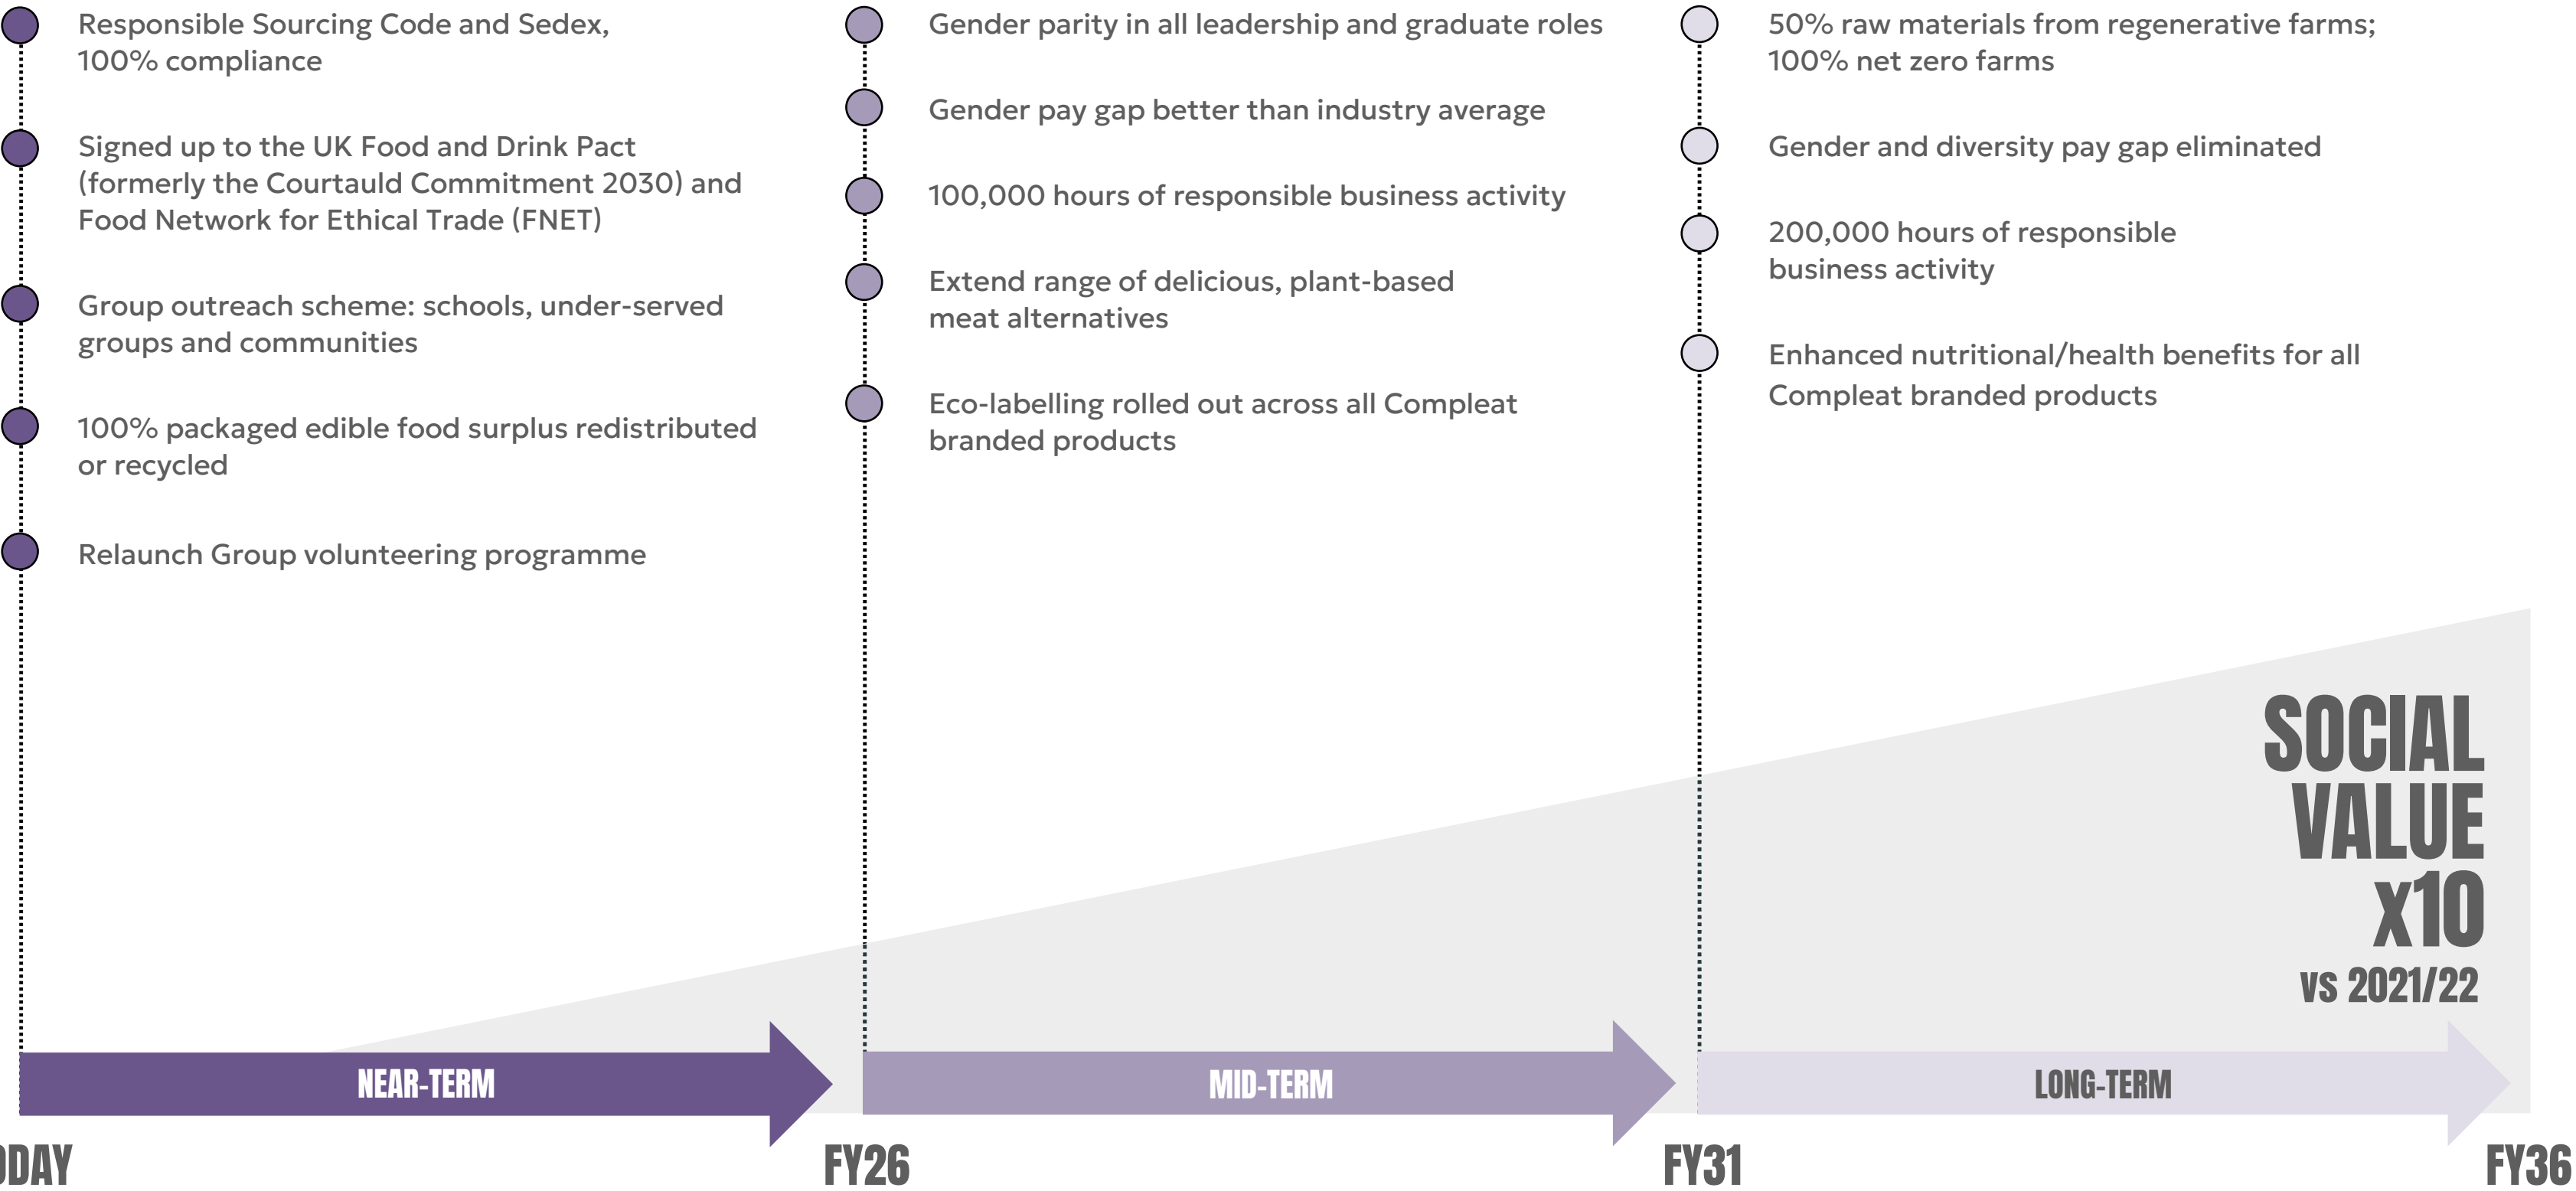 Responsible Sourcing Code and Sedex,
100% compliance
Signed up to the UK Food and Drink Pact
(formerly the Courtauld Commitment 2030) and
Food Network for Ethical Trade (FNET)
Group outreach scheme: schools, under-served
groups and communities
100% packaged edible food surplus redistributed
or recycled
Relaunch Group volunteering programme
Gender parity in all leadership and graduate roles
Gender pay gap better than industry average
100,000 hours of responsible business activity
Extend range of delicious, plant-based
meat alternatives
Eco-labelling rolled out across all Compleat
branded products
50% raw materials from regenerative farms;
100% net zero farms
Gender and diversity pay gap eliminated
200,000 hours of responsible
business activity
Enhanced nutritional/health benefits for all
Compleat branded products
SOCIAL
VALUE
x10
vs 2021/22
NEAR-TERM
MID-TERM
LONG-TERM
ODAY
FY26
FY31
FY36